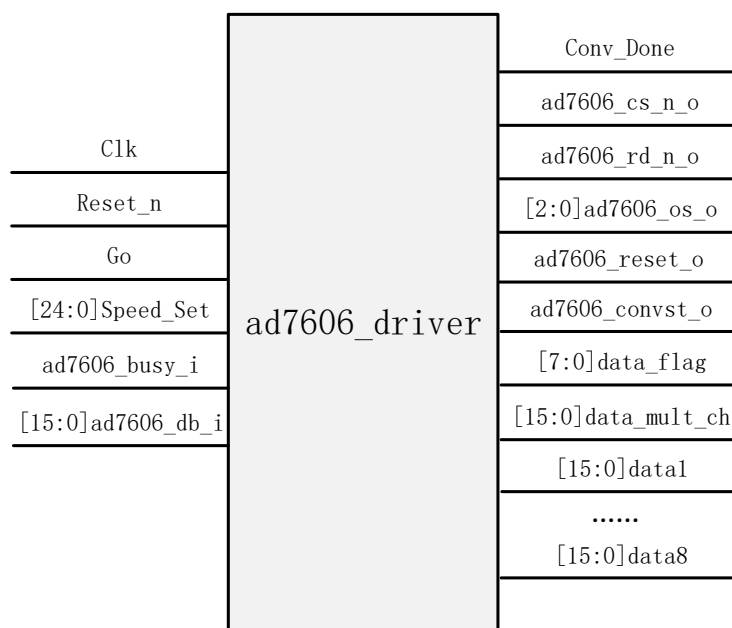 Clk
Reset_n
Go
[24:0]Speed_Set
ad7606_busy_i
[15:0]ad7606_db_i
ad7606_driver
Conv_Done
ad7606_cs_n_o
ad7606_rd_n_o
[2:0]ad7606_os_o
ad7606_reset_o
ad7606_convst_o
[7:0]data_flag
[15:0]data_mult_ch
[15:0]data1
······
[15:0]data8